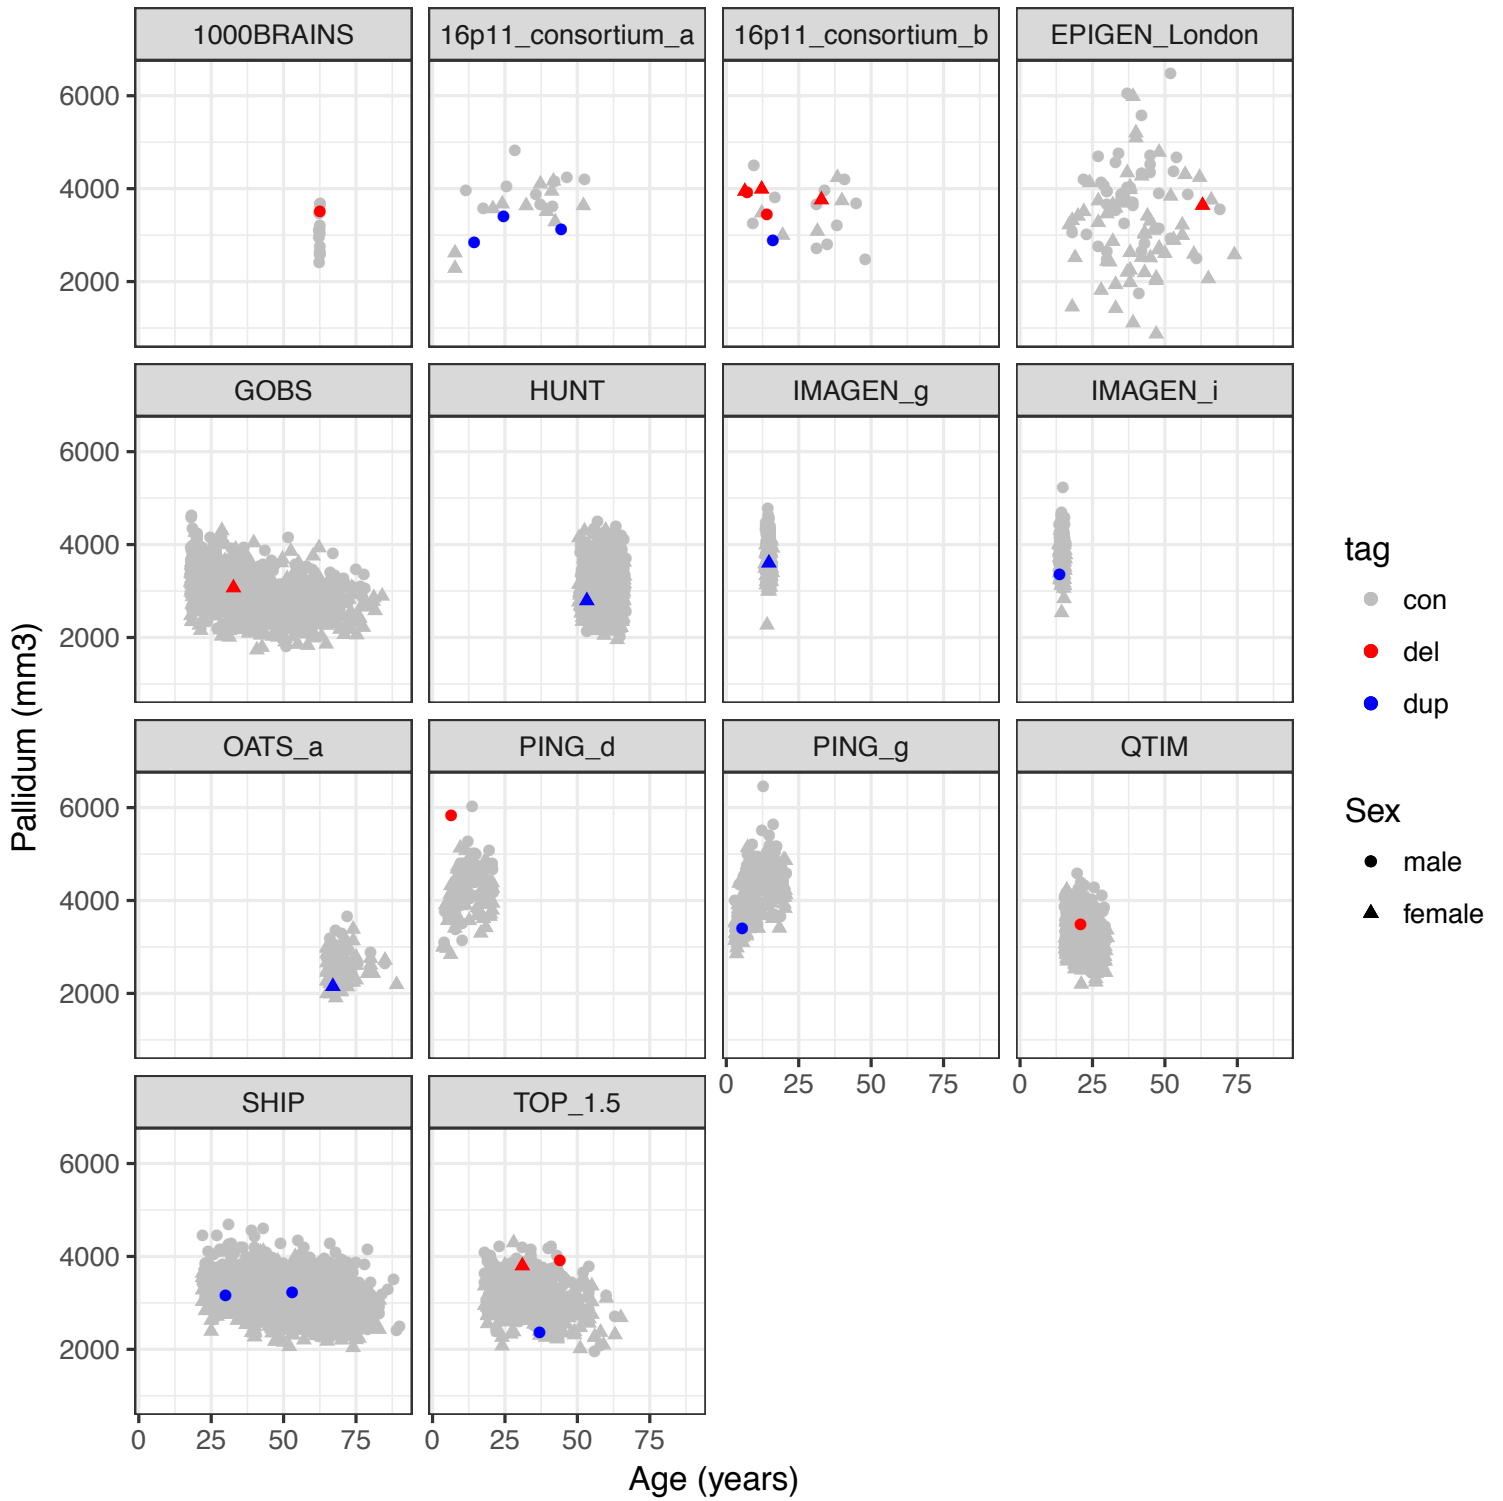 1000BRAINS 16p11_consortium_a 16p11_consortium_b EPIGEN_London
6000
4000
2000
GOBS HUNT IMAGEN_g IMAGEN_i
6000
4000
2000
OATS_a PING_d PING_g QTIM
6000
4000
2000
0 25 50 75 0 25 50 75
SHIP TOP_1.5
6000
4000
2000
0 25 50 75 0 25 50 75
Age (years)
Pallidum (mm3)
tag
con
del
dup
Sex
male
female